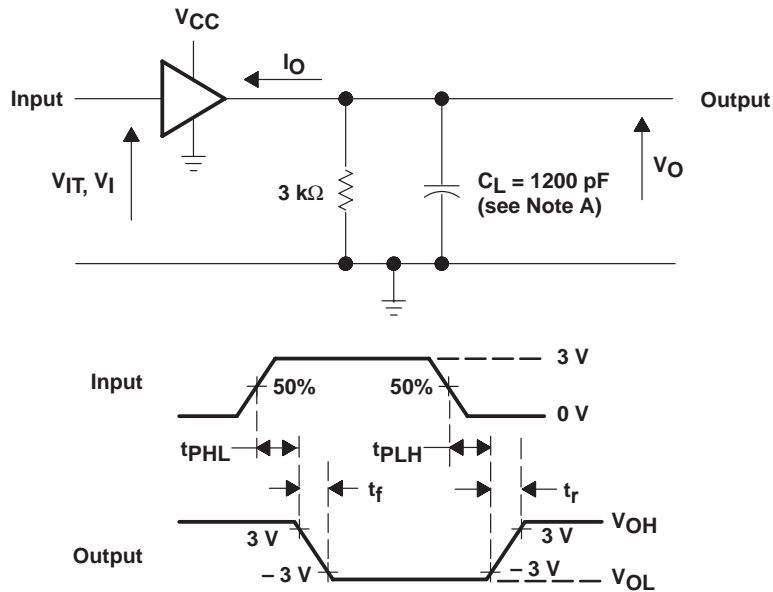 VCC
IO
Input
Output
VIT, VI
3 kΩ
CL = 1200 pF
(see Note A)
VO
3 V
Input
50%
50%
0 V
tPHL
tPLH
tf
tr
VOH
3 V
3 V
Output
– 3 V
– 3 V
VOL